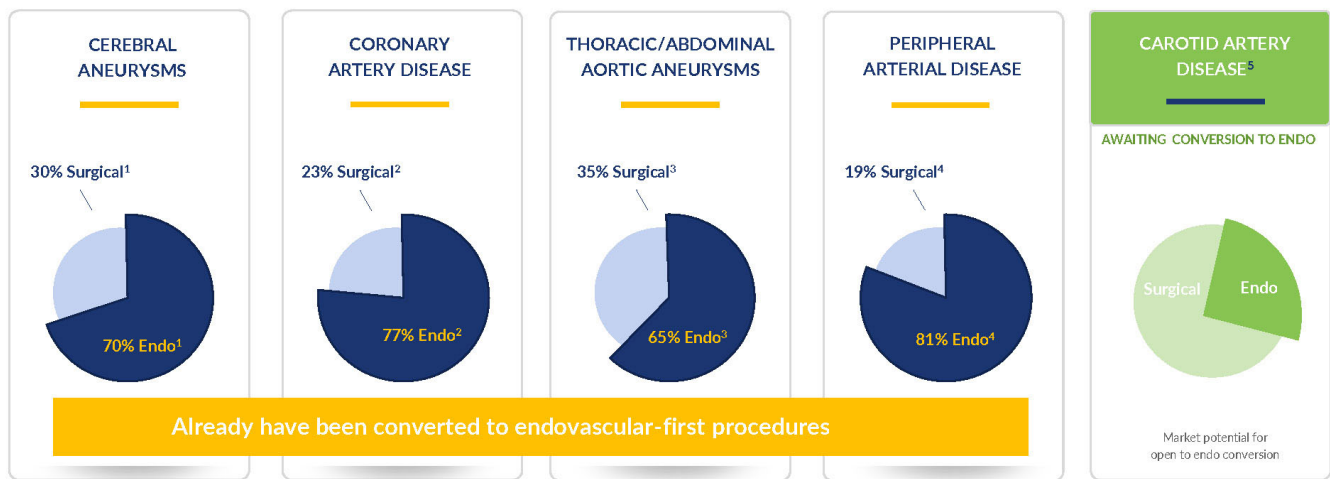 CEREBRAL
ANEURYSMS
30% Surgical¹
70% Endo¹
CORONARY
ARTERY DISEASE
23% Surgical²
77% Endo²
THORACIC/ABDOMINAL
AORTIC ANEURYSMS
35% Surgical³
65% Endo³
PERIPHERAL
ARTERIAL DISEASE
19% Surgical⁴
81% Endo⁴
Already have been converted to endovascular-first procedures
CAROTID ARTERY
DISEASE⁵
AWAITING CONVERSION TO ENDO
Surgical
Endo
Market potential for
open to endo conversion